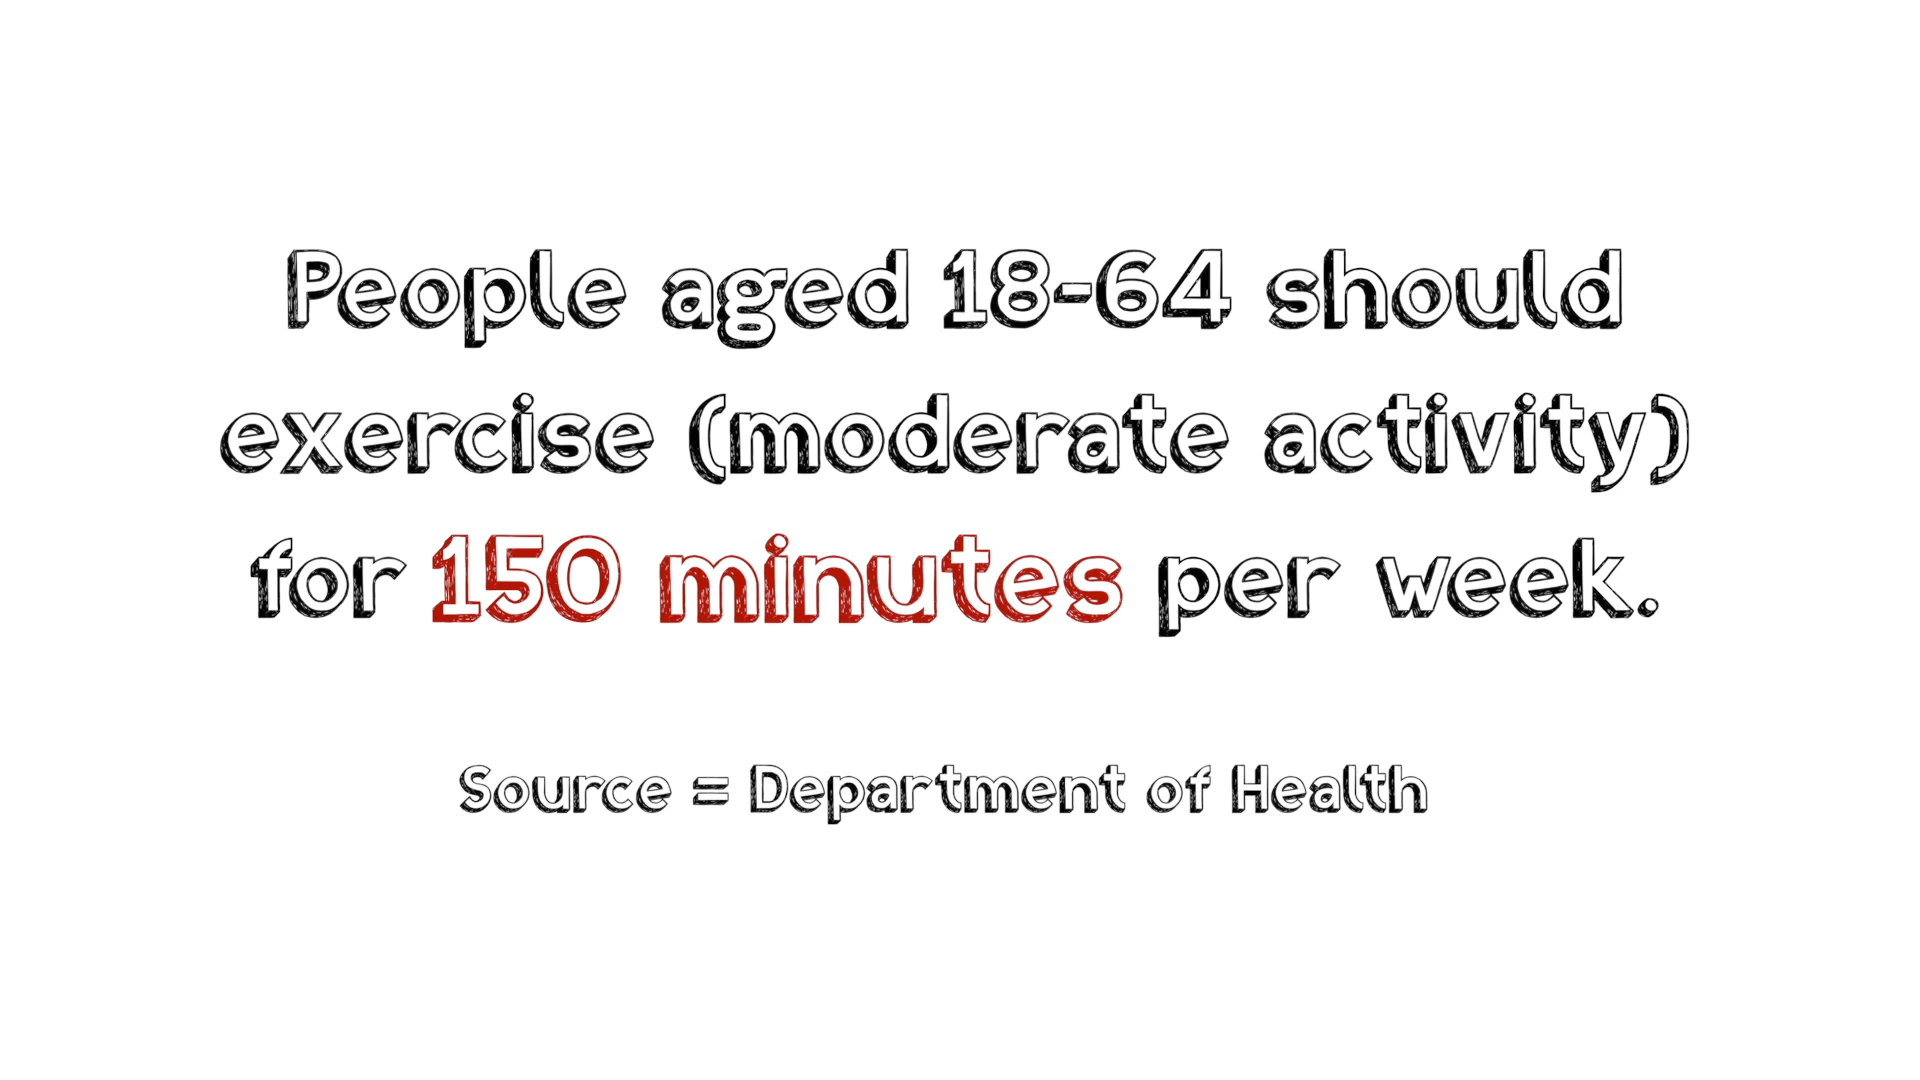 People aged 18-64 should
exercise (moderate activity)
for 150 minutes per week.
Source = Department of Health